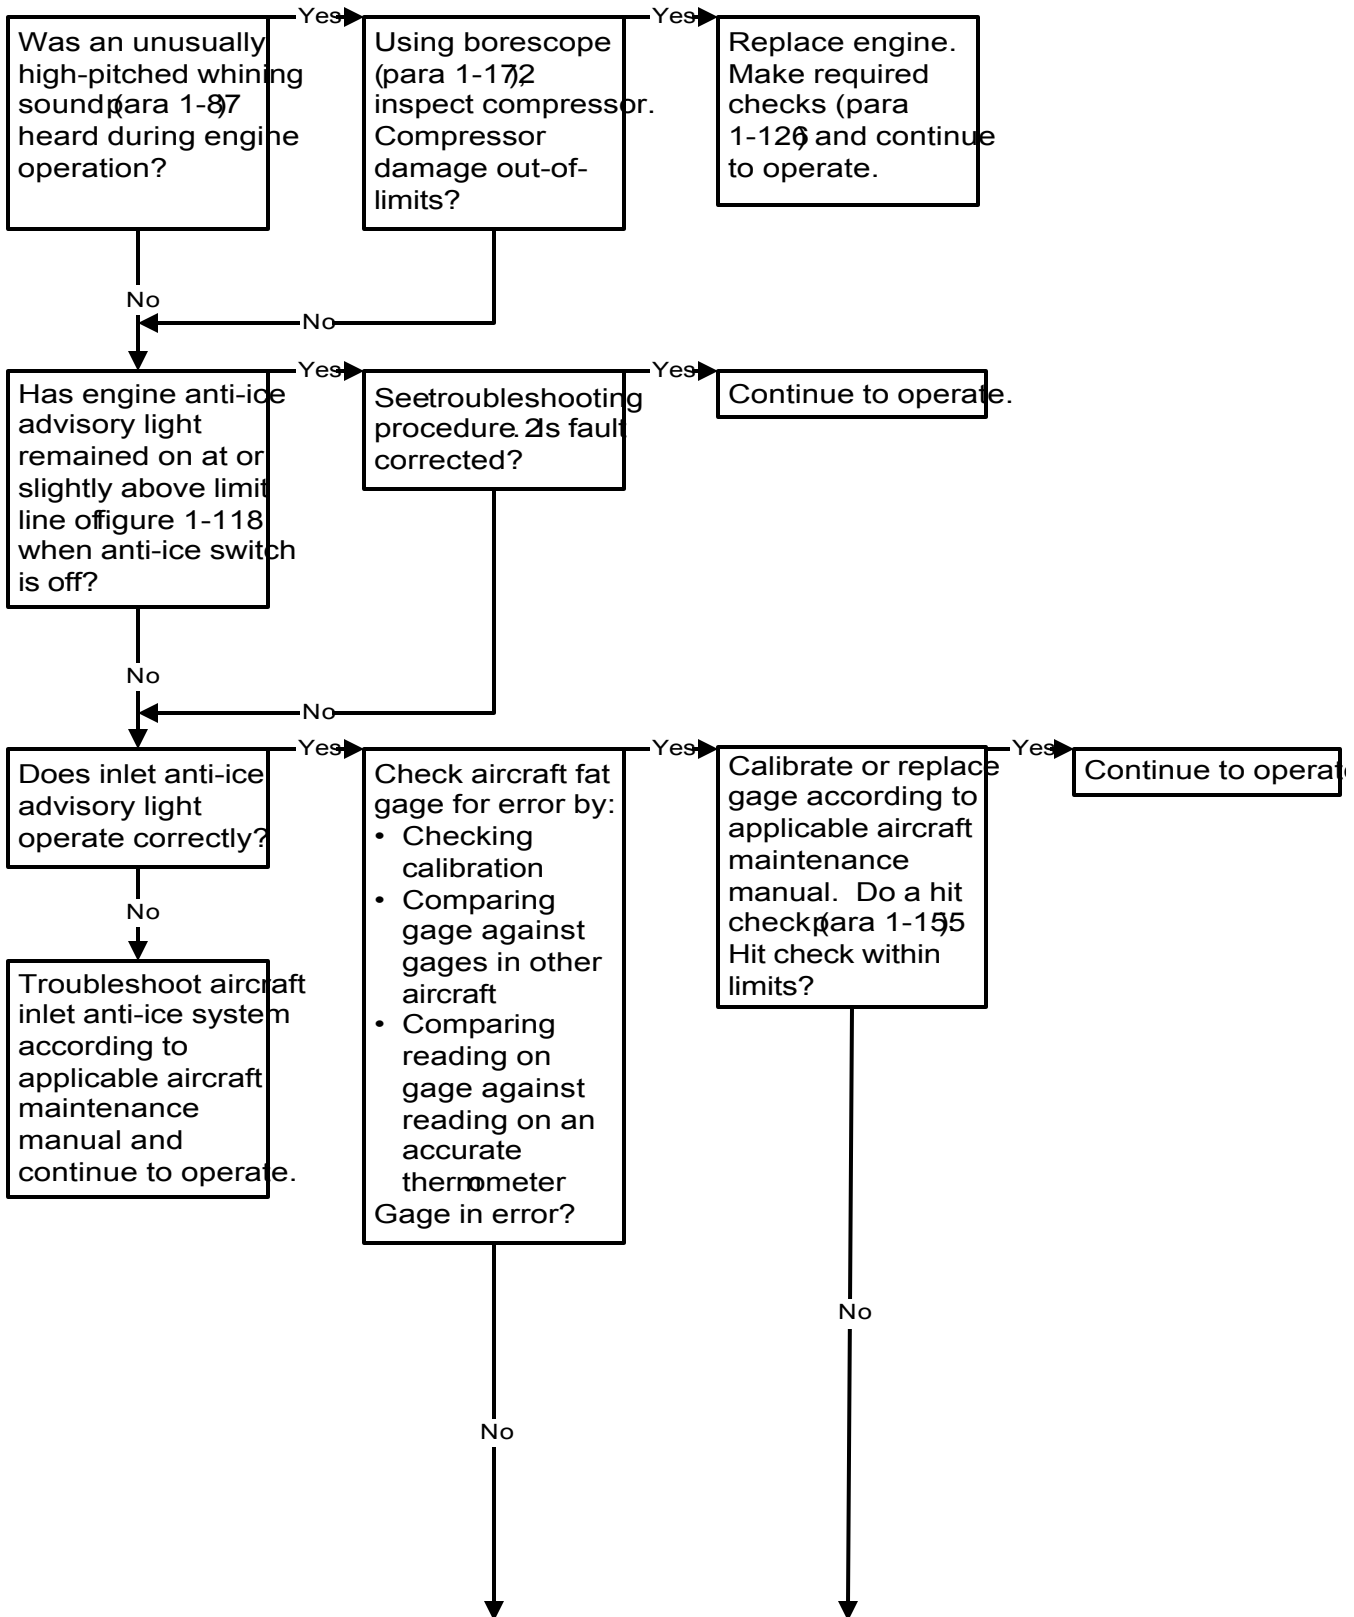 Yes
Yes
Was an unusually
high-pitched whining
sound (para 1-87)
heard during engine
operation?
Using borescope
(para 1-172),
inspect compressor.
Compressor
damage out-of-
limits?
Replace engine.
Make required
checks (para
1-126) and continue
to operate.
No
No
Yes
Yes
Has engine anti-ice
advisory light
remained on at or
slightly above limit
line of figure 1-118
when anti-ice switch
is off?
See troubleshooting
procedure 2. Is fault
corrected?
Continue to operate.
No
No
Yes
Yes
Yes
Does inlet anti-ice
advisory light
operate correctly?
Check aircraft fat
gage for error by:
• Checking
calibration
• Comparing
gage against
gages in other
aircraft
• Comparing
reading on
gage against
reading on an
accurate
thermometer
Gage in error?
Calibrate or replace
gage according to
applicable aircraft
maintenance
manual. Do a hit
check (para 1-155).
Hit check within
limits?
Continue to operate
No
Troubleshoot aircraft
inlet anti-ice system
according to
applicable aircraft
maintenance
manual and
continue to operate.
No
No